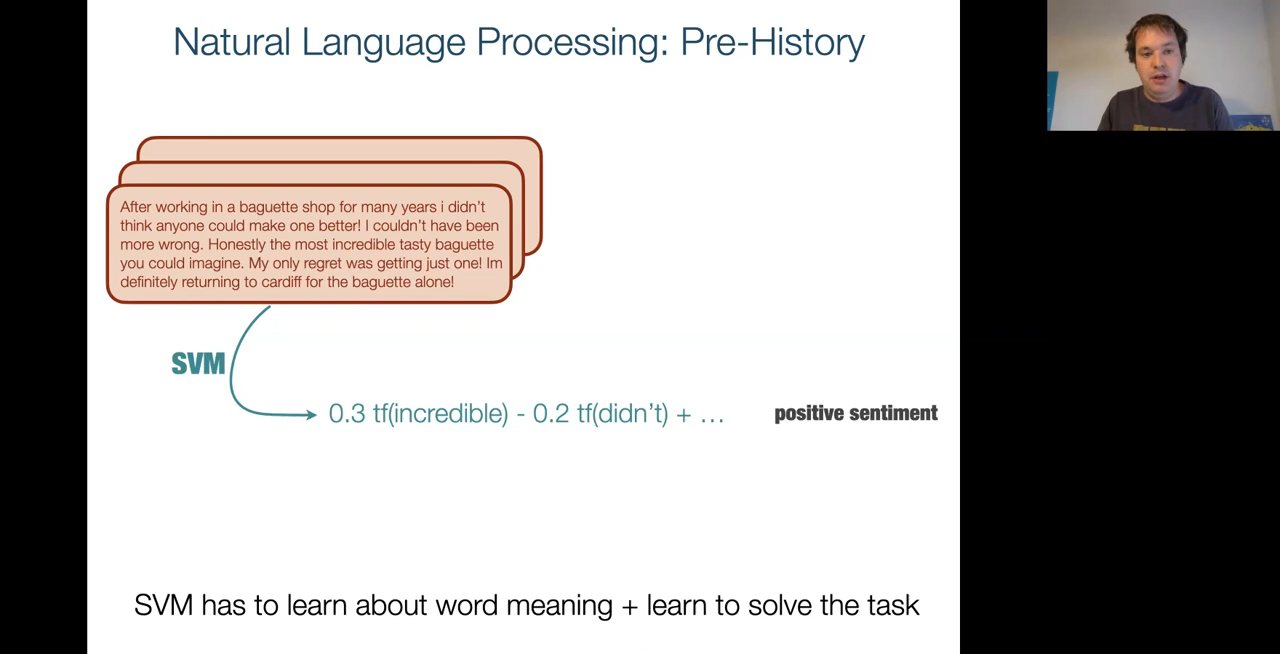 Natural Language Processing: Pre-History
After working in a baguette shop for many years i didn't
think anyone could make one better! I couldn't have been
more wrong. Honestly the most incredible tasty baguette
you could imagine. My only regret was getting just one! Im
definitely returning to cardiff for the baguette alone!
SVM
0.3 tf(incredible) - 0.2 tf(didn't) + … positive sentiment
SVM has to learn about word meaning + learn to solve the task